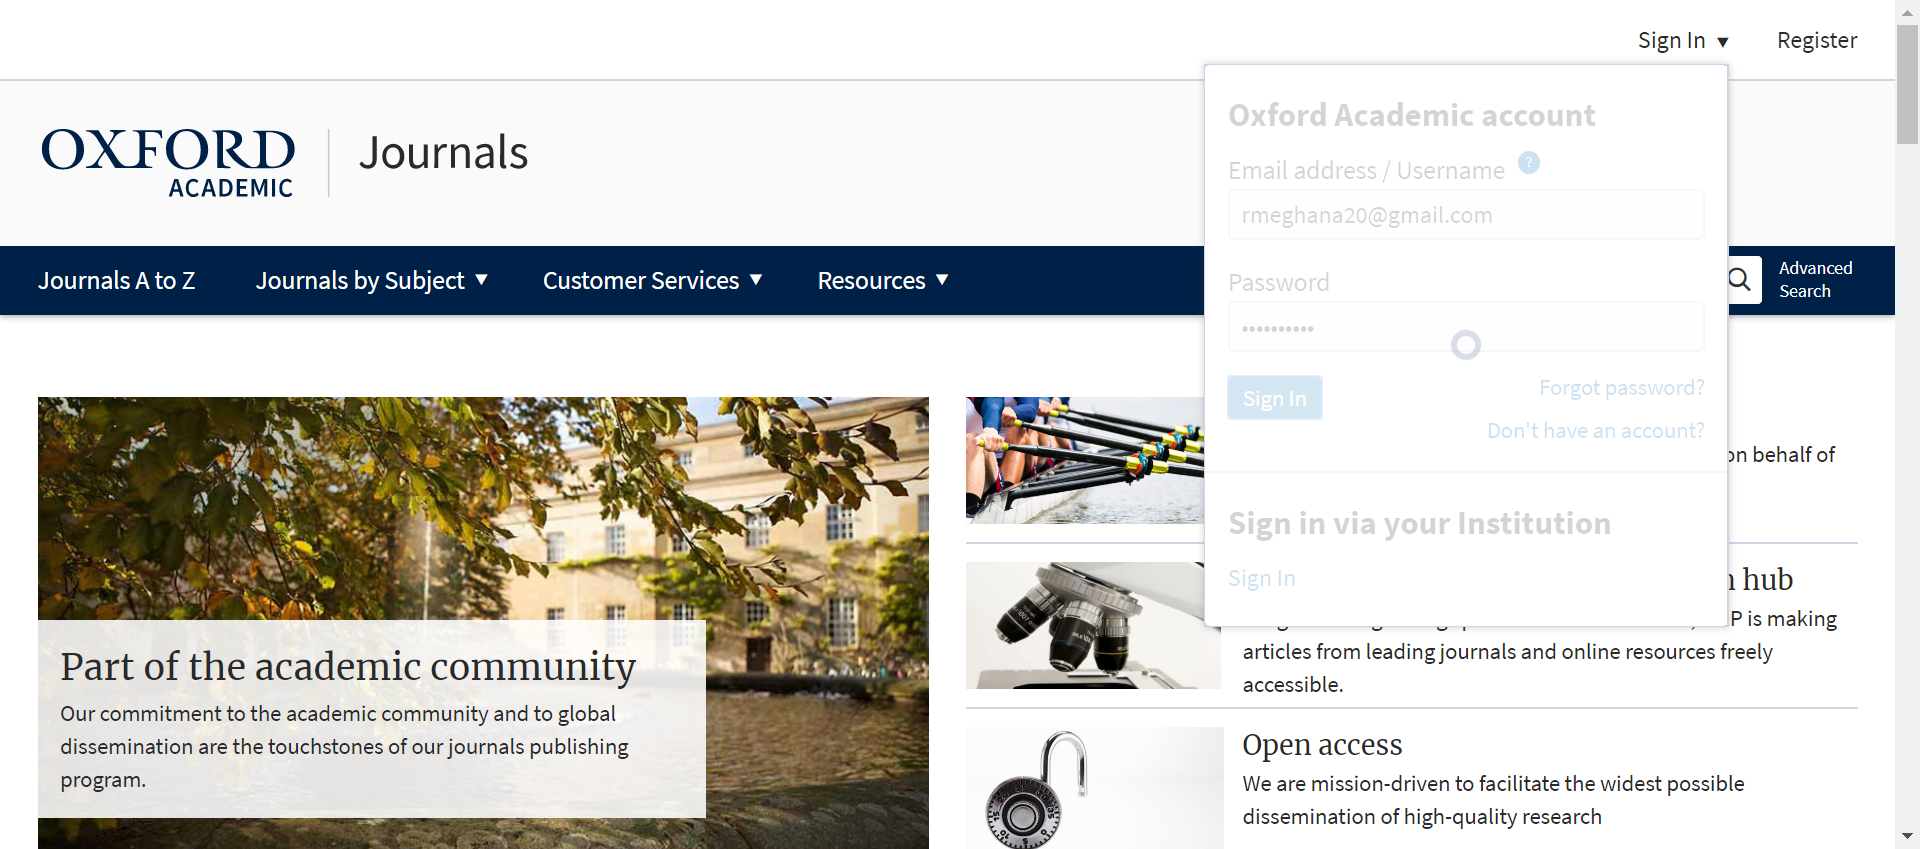 Sign In ▼
Register
OXFORD
ACADEMIC
Journals
Journals A to Z
Journals by Subject ▼
Customer Services ▼
Resources ▼
Advanced
Search
Oxford Academic account
Email address / Username ?
rmeghana20@gmail.com
Password
••••••••••
Sign In
Forgot password?
Don't have an account?
Sign in via your Institution
Sign In
Part of the academic community
Our commitment to the academic community and to global
dissemination are the touchstones of our journals publishing
program.
on behalf of
hub
P is making
articles from leading journals and online resources freely
accessible.
Open access
We are mission-driven to facilitate the widest possible
dissemination of high-quality research